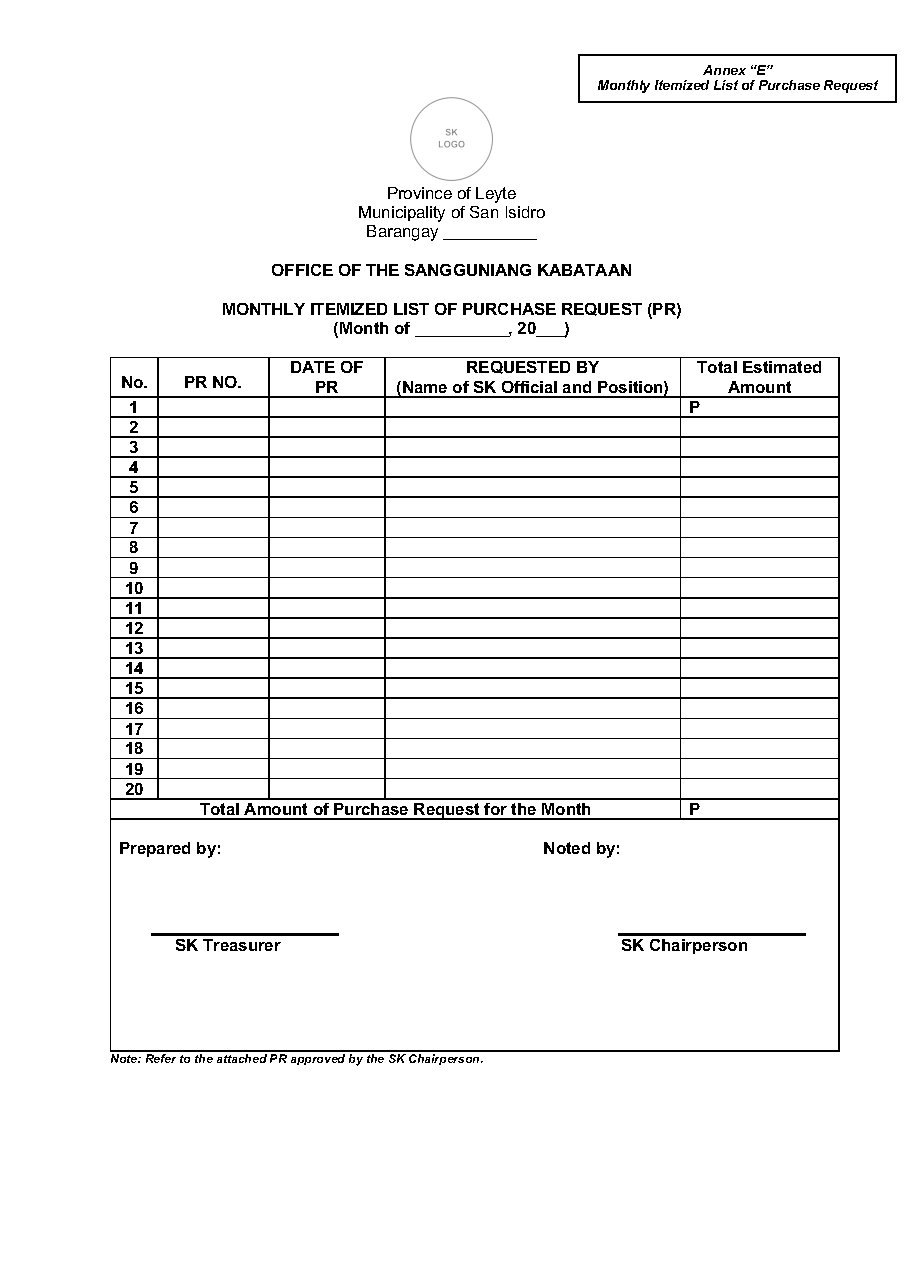 Annex “E”
Monthly Itemized List of Purchase Request
SK
LOGO
Province of Leyte
Municipality of San Isidro
Barangay __________
OFFICE OF THE SANGGUNIANG KABATAAN
MONTHLY ITEMIZED LIST OF PURCHASE REQUEST (PR)
(Month of __________, 20___)
No. PR NO. DATE OF PR REQUESTED BY (Name of SK Official and Position) Total Estimated Amount
1 P
2
3
4
5
6
7
8
9
10
11
12
13
14
15
16
17
18
19
20
Total Amount of Purchase Request for the Month P
Prepared by: Noted by:
SK Treasurer SK Chairperson
Note: Refer to the attached PR approved by the SK Chairperson.